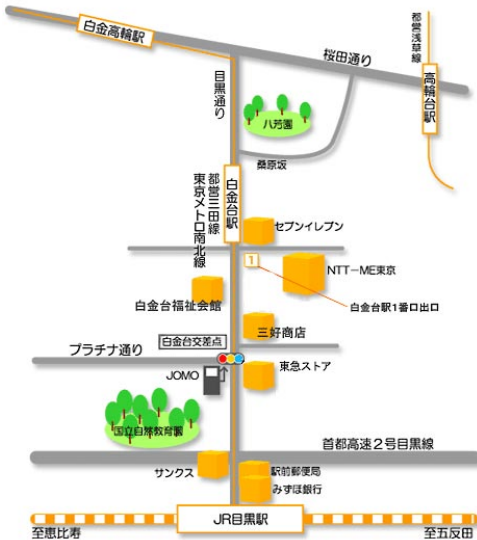 白金高輪駅
都営浅草線
桜田通り
高輪台駅
目黒通り
八芳園
桑原坂
白金台駅
都営三田線
東京メトロ南北線
セブンイレブン
1
NTT-ME東京
白金台福祉会館
白金台駅1番口出口
三好商店
白金台交差点
プラチナ通り
東急ストア
JOMO
国立自然教育園
首都高速2号目黒線
サンクス
駅前郵便局
みずほ銀行
JR目黒駅
至恵比寿
至五反田